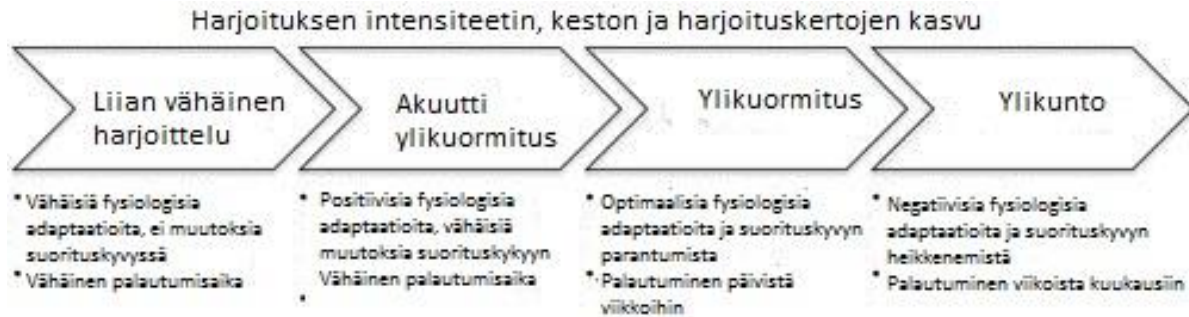 Harjoituksen intensiteetin, keston ja harjoituskertojen kasvu
Liian vähäinen
harjoittelu
Akuutti
ylikuormitus
Ylikuormitus
Ylikunto
• Vähäisiä fysiologisia
adaptaatioita, ei muutoksia
suorituskyvyssä
• Vähäinen palautumisaika
• Positiivisia fysiologisia
adaptaatioita, vähäisiä
muutoksia suorituskykyyn
Vähäinen palautumisaika
•
• Optimaalisia fysiologisia
adaptaatioita ja suorituskyvyn
parantumista
• Palautuminen päivistä
viikkoihin
• Negatiivisia fysiologisia
adaptaatioita ja suorituskyvyn
heikkenemistä
• Palautuminen viikoista kuukausiin